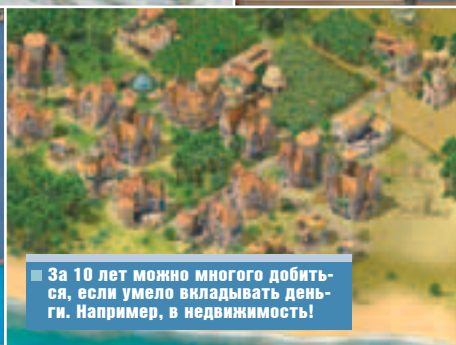 За 10 лет можно многого добить-
ся, если умело вкладывать день-
ги. Например, в недвижимость!